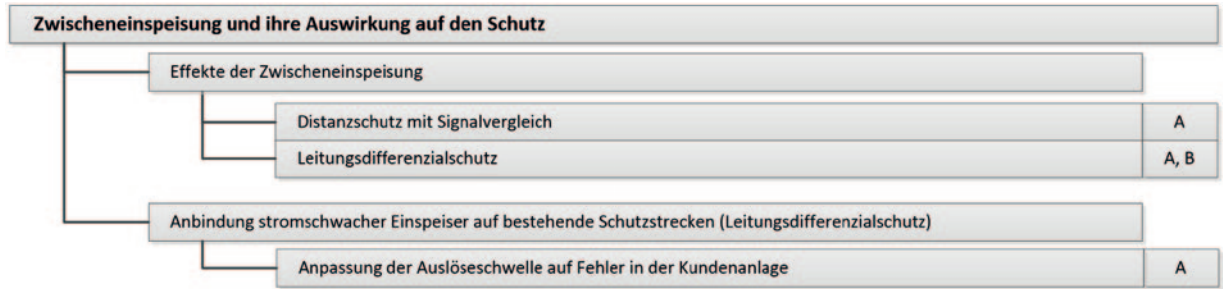 Zwischeneinspeisung und ihre Auswirkung auf den Schutz
Effekte der Zwischeneinspeisung
Distanzschutz mit Signalvergleich A
Leitungsdifferenzialschutz A, B
Anbindung stromschwacher Einspeiser auf bestehende Schutzstrecken (Leitungsdifferenzialschutz)
Anpassung der Auslöseschwelle auf Fehler in der Kundenanlage A